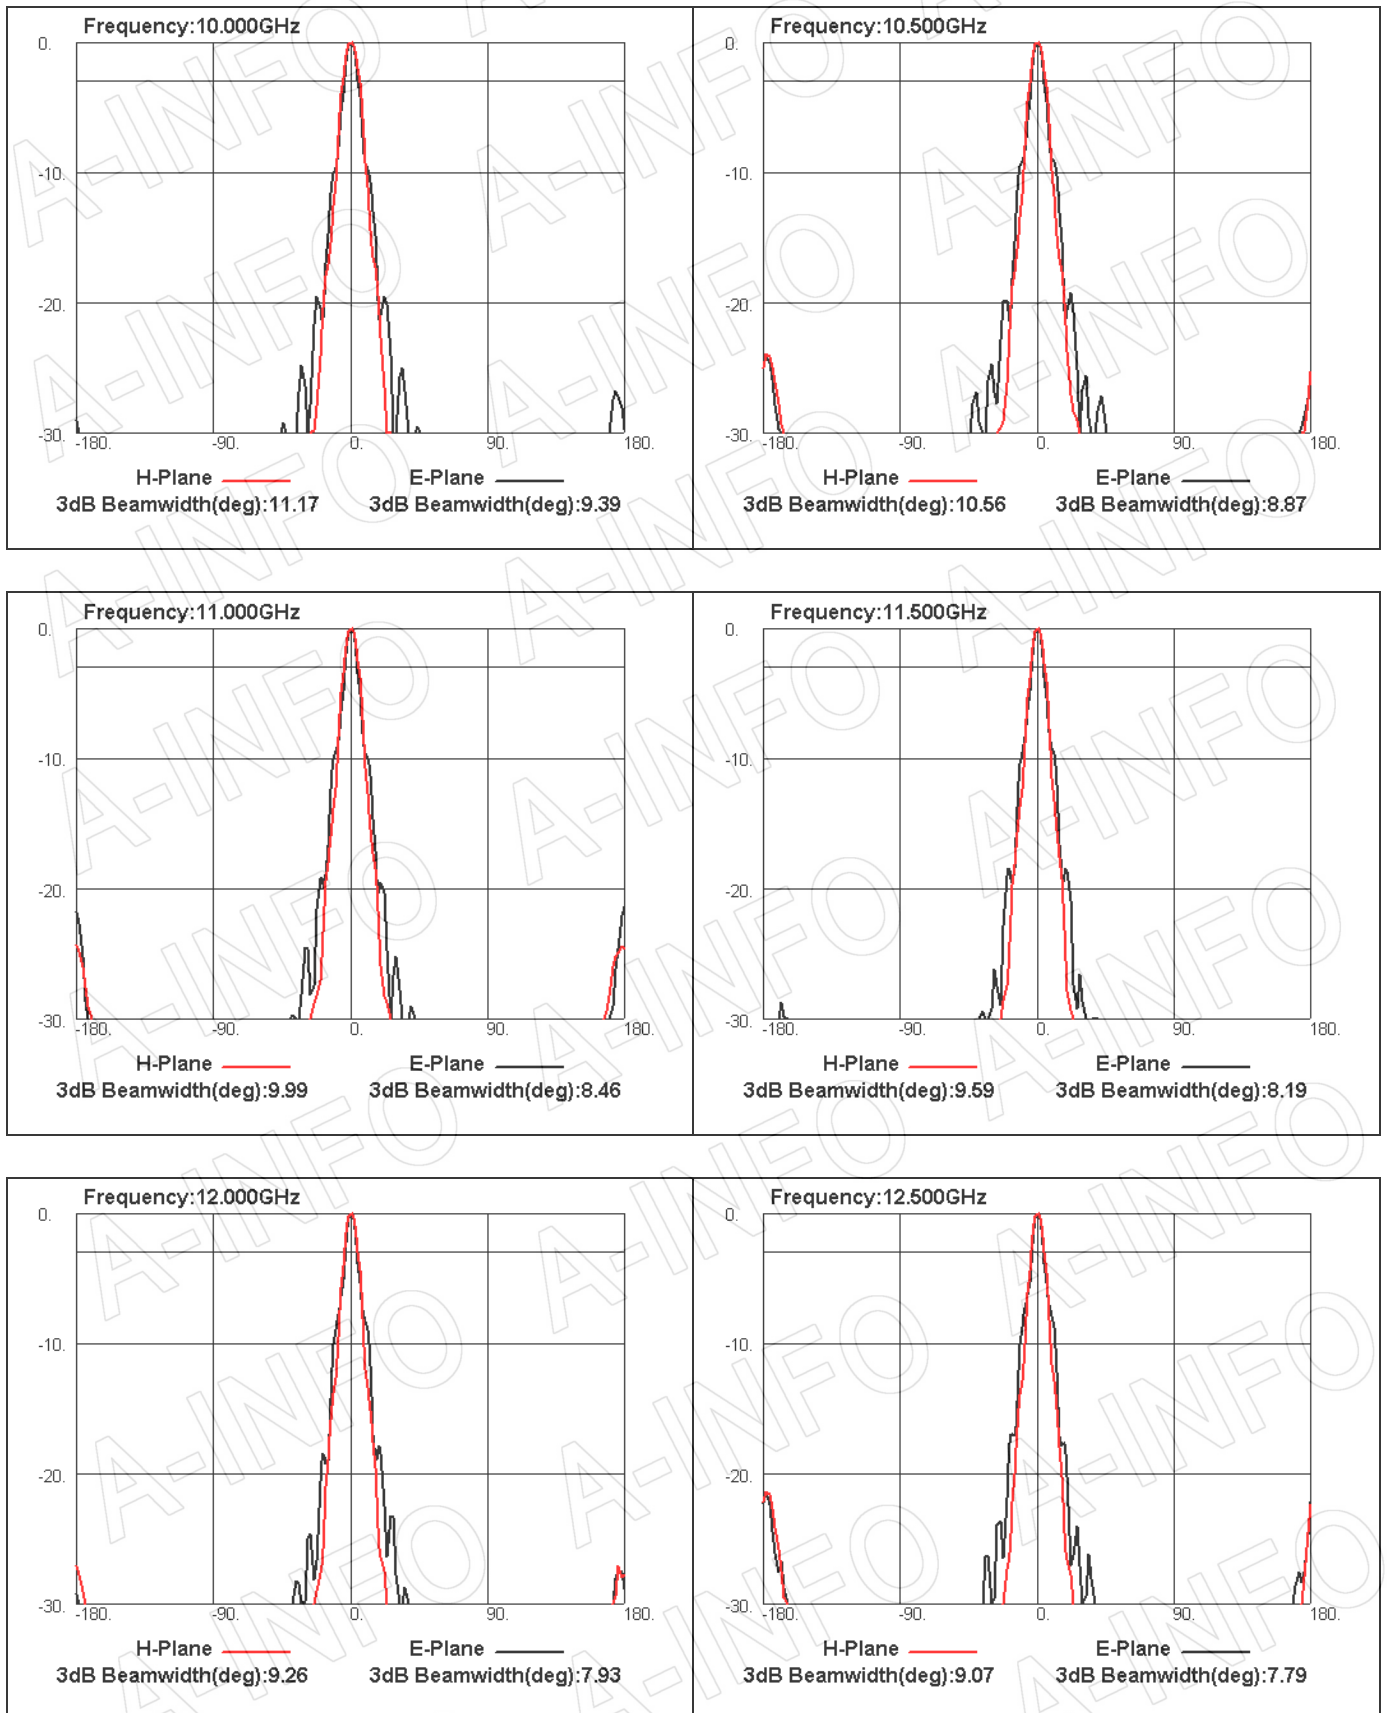 Frequency:10.000GHz
0.
-10.
-20.
-30.
-180.
-90.
0.
90.
180.
H-Plane
E-Plane
3dB Beamwidth(deg):11.17
3dB Beamwidth(deg):9.39
Frequency:10.500GHz
0.
-10.
-20.
-30.
-180.
-90.
0.
90.
180.
H-Plane
E-Plane
3dB Beamwidth(deg):10.56
3dB Beamwidth(deg):8.87
Frequency:11.000GHz
0.
-10.
-20.
-30.
-180.
-90.
0.
90.
180.
H-Plane
E-Plane
3dB Beamwidth(deg):9.99
3dB Beamwidth(deg):8.46
Frequency:11.500GHz
0.
-10.
-20.
-30.
-180.
-90.
0.
90.
180.
H-Plane
E-Plane
3dB Beamwidth(deg):9.59
3dB Beamwidth(deg):8.19
Frequency:12.000GHz
0.
-10.
-20.
-30.
-180.
-90.
0.
90.
180.
H-Plane
E-Plane
3dB Beamwidth(deg):9.26
3dB Beamwidth(deg):7.93
Frequency:12.500GHz
0.
-10.
-20.
-30.
-180.
-90.
0.
90.
180.
H-Plane
E-Plane
3dB Beamwidth(deg):9.07
3dB Beamwidth(deg):7.79
A-INFO